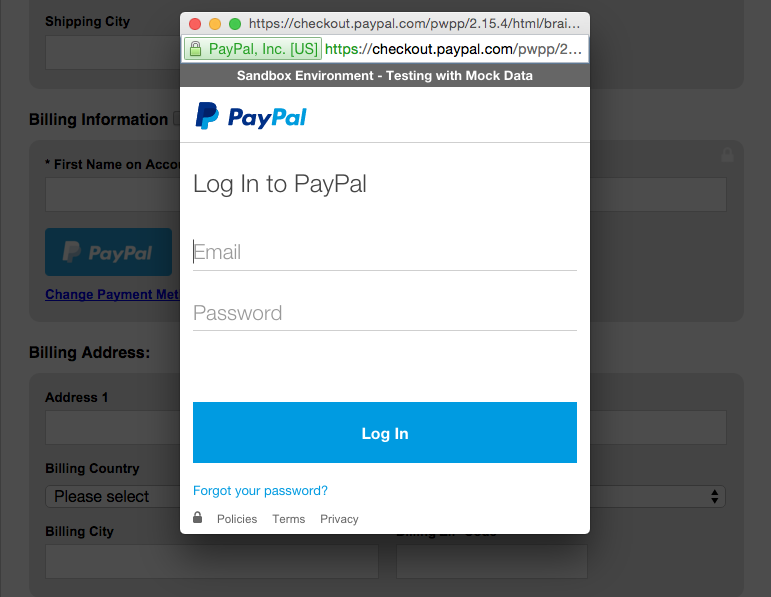 Shipping City
https://checkout.paypal.com/pwpp/2.15.4/html/brai...
PayPal, Inc. [US] https://checkout.paypal.com/pwpp/2...
Sandbox Environment - Testing with Mock Data
PayPal
Billing Information
* First Name on Accou
Log In to PayPal
PayPal
Email
Change Payment Met
Password
Billing Address:
Address 1
Log In
Billing Country
Please select
Forgot your password?
Policies Terms Privacy
Billing City